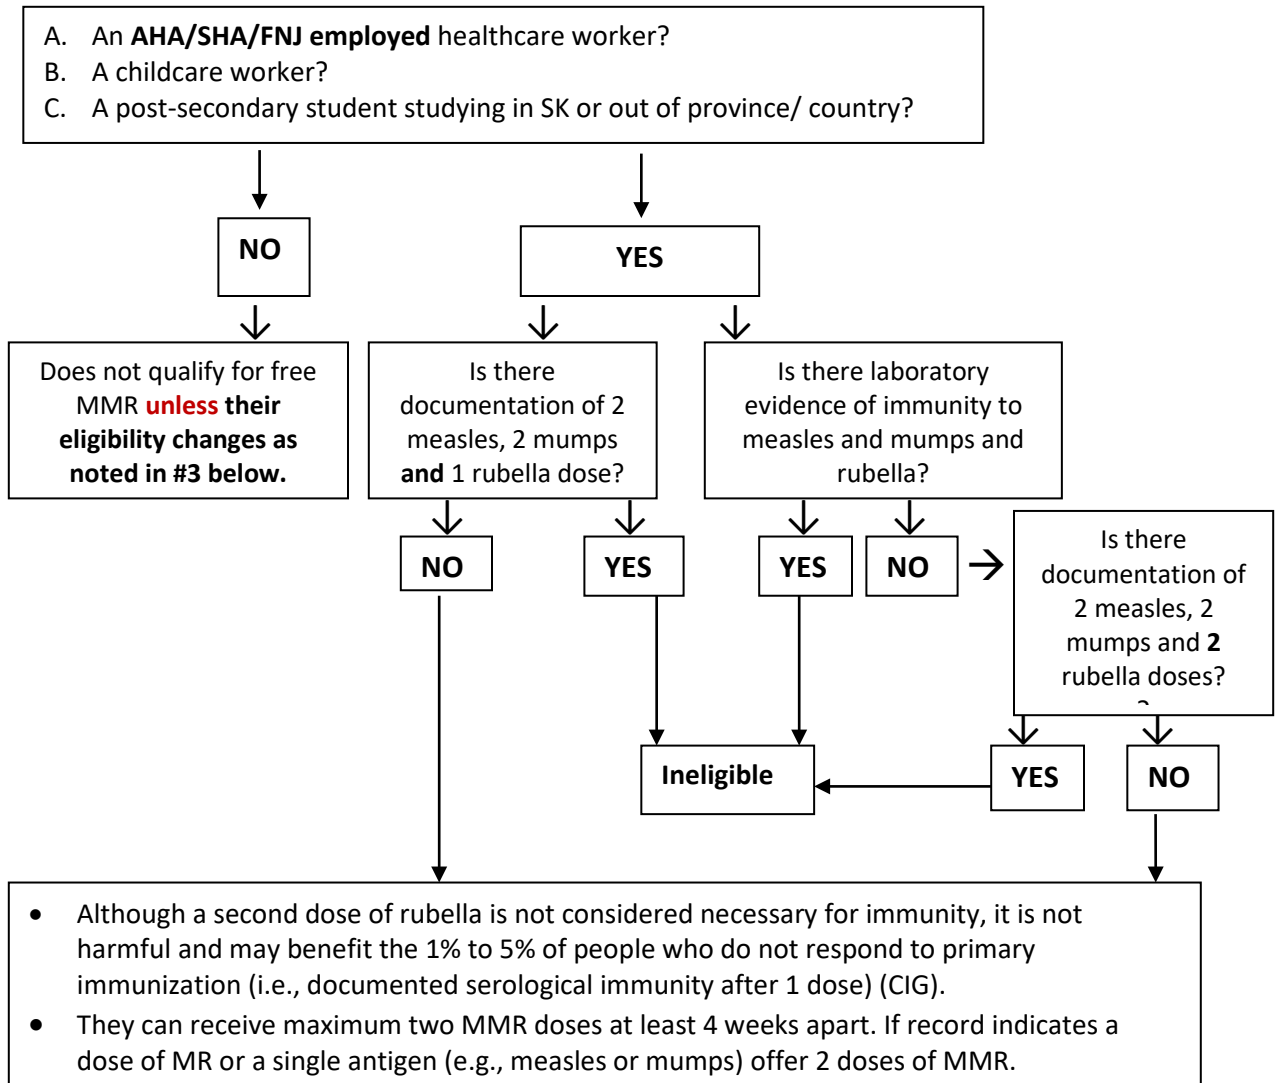 A. An AHA/SHA/FNJ employed healthcare worker?
B. A childcare worker?
C. A post-secondary student studying in SK or out of province/ country?
NO
YES
Does not qualify for free
MMR unless their
eligibility changes as
noted in #3 below.
Is there
documentation of 2
measles, 2 mumps
and 1 rubella dose?
Is there laboratory
evidence of immunity to
measles and mumps and
rubella?
NO
YES
YES
NO
Is there
documentation of
2 measles, 2
mumps and 2
rubella doses?
Ineligible
YES
NO
• Although a second dose of rubella is not considered necessary for immunity, it is not
harmful and may benefit the 1% to 5% of people who do not respond to primary
immunization (i.e., documented serological immunity after 1 dose) (CIG).
• They can receive maximum two MMR doses at least 4 weeks apart. If record indicates a
dose of MR or a single antigen (e.g., measles or mumps) offer 2 doses of MMR.